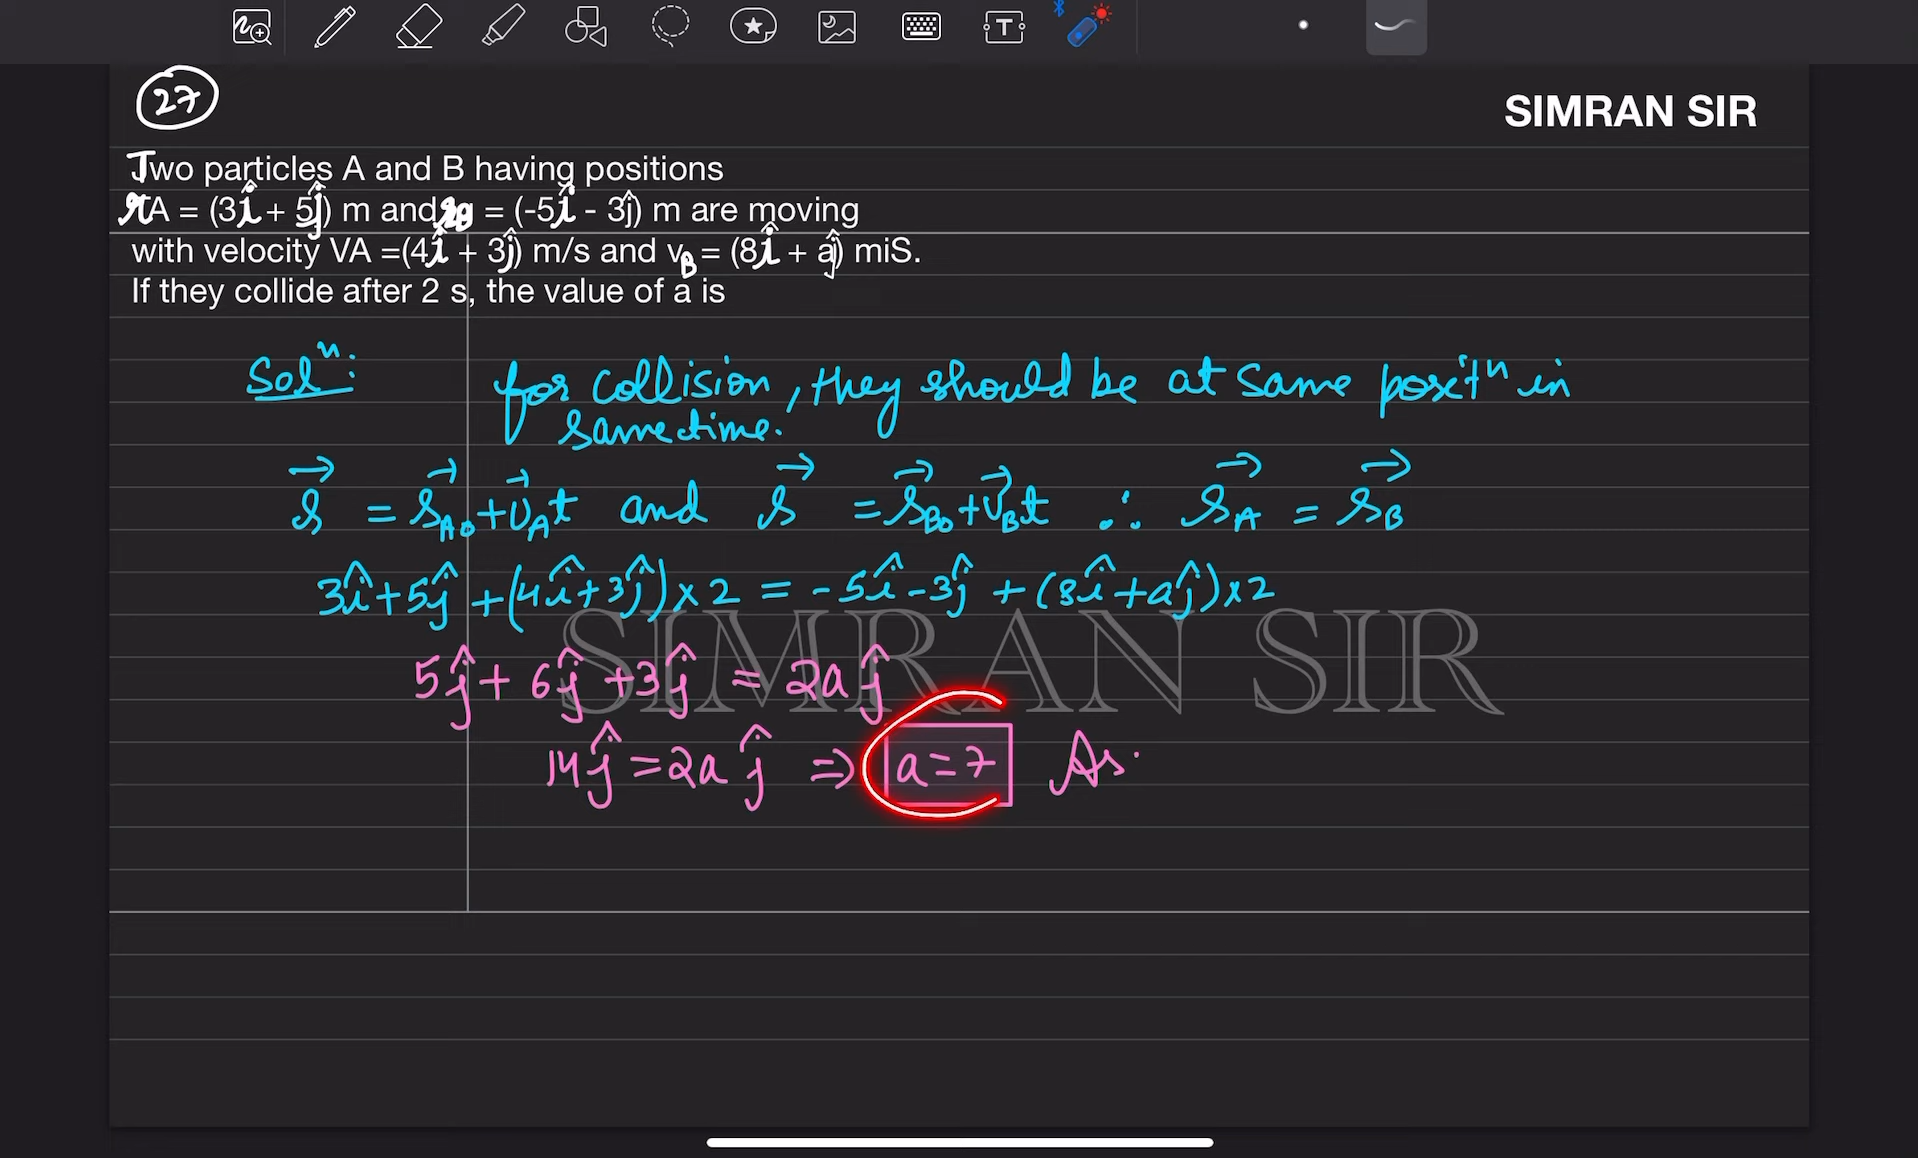 27
SIMRAN SIR
Two particles A and B having positions
rA = (3î + 5ĵ) m and rB = (-5î - 3ĵ) m are moving
with velocity VA =(4î + 3ĵ) m/s and vB = (8î + aĵ) miS.
If they collide after 2 s, the value of a is
Solⁿ: for collision, they should be at same positⁿ in
same time.
r⃗ = r⃗A₀ + v⃗At and r⃗ = r⃗B₀ + v⃗Bt ∴ r⃗A = r⃗B
3î + 5ĵ + (4î + 3ĵ) × 2 = - 5î - 3ĵ + (8î + aĵ) × 2
SIMRAN SIR
5ĵ + 6ĵ + 3ĵ = 2aĵ
14ĵ = 2aĵ ⇒ a = 7 As.